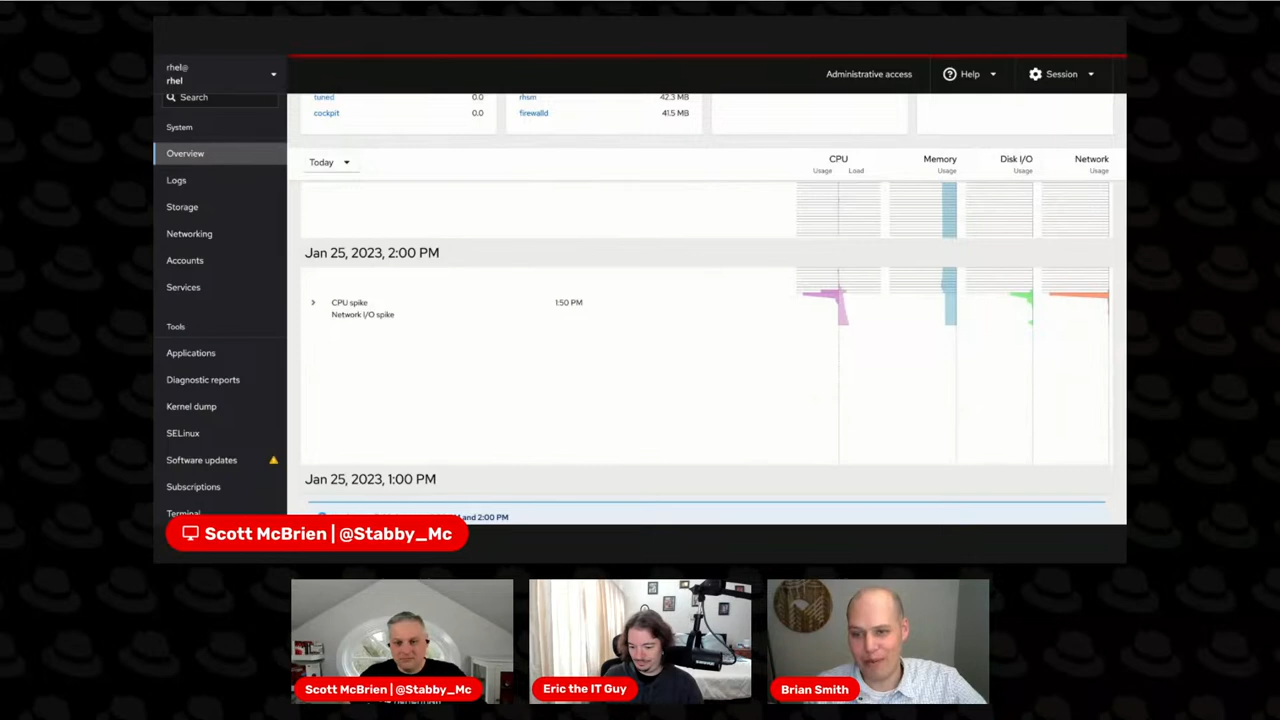 rhel@
rhel
Administrative access
Help
Session
Search
tuned 0.0
cockpit 0.0
rhsm 42.3 MB
firewalld 41.5 MB
System
Overview
Logs
Storage
Networking
Accounts
Services
Tools
Applications
Diagnostic reports
Kernel dump
SELinux
Software updates
Subscriptions
Terminal
Today
CPU
Usage Load
Memory
Usage
Disk I/O
Usage
Network
Usage
Jan 25, 2023, 2:00 PM
CPU spike 1:50 PM
Network I/O spike
Jan 25, 2023, 1:00 PM
and 2:00 PM
Scott McBrien | @Stabby_Mc
Scott McBrien | @Stabby_Mc
Eric the IT Guy
Brian Smith